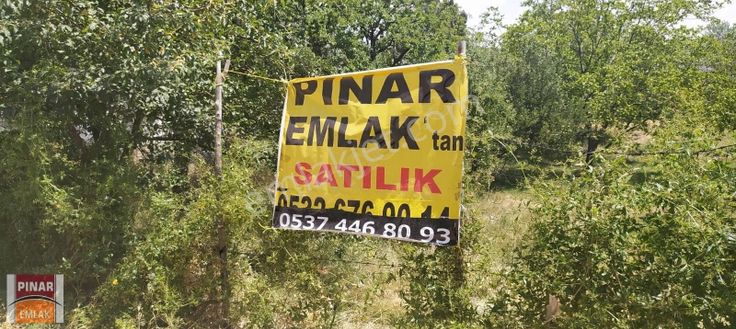 PINAR
EMLAK'tan
SATILIK
0537 446 80 93
PINAR
EMLAK